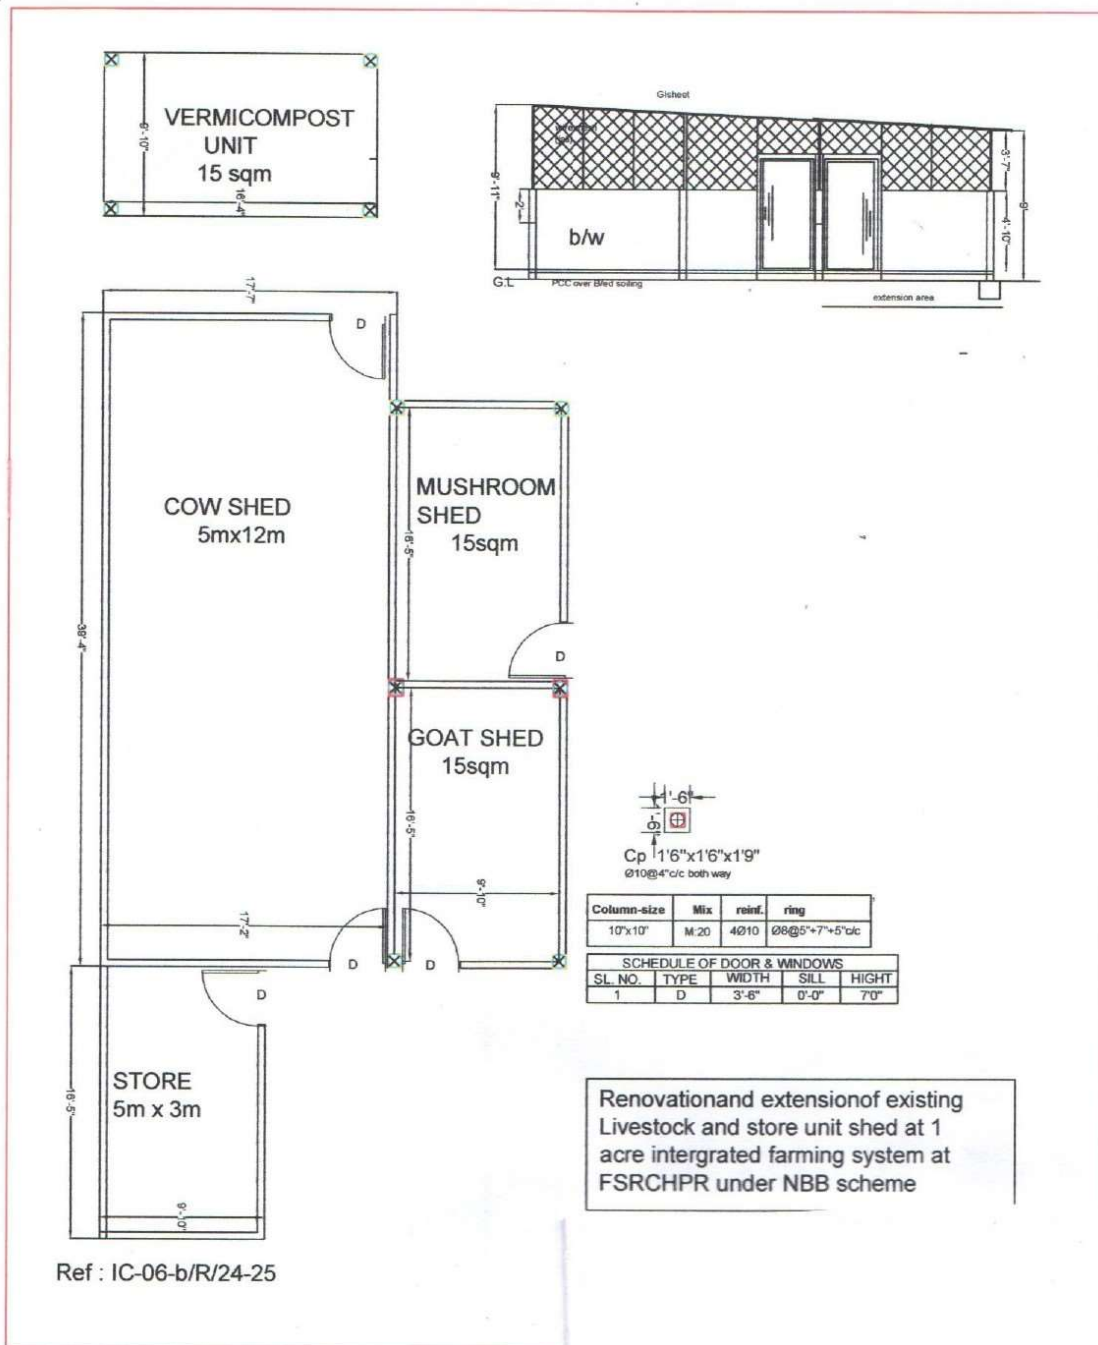 VERMICOMPOST
UNIT
15 sqm
9'-10"
16'-4"
Gisheet
9'-11"
2'
b/w
3'-7"
4'-10"
9'
G.L
PCC over B/ed soiling
extension area
17'-7"
D
COW SHED
5mx12m
39'-4"
17'-2"
D
MUSHROOM
SHED
15sqm
16'-5"
D
GOAT SHED
15sqm
16'-5"
9'-10"
D
D
STORE
5m x 3m
16'-5"
9'-10"
1'-6"
1'-6"
Cp 1'6"x1'6"x1'9"
Ø10@4"c/c both way
Column-size Mix reinf. ring
10"x10" M:20 4Ø10 Ø8@5"+7"+5"c/c
SCHEDULE OF DOOR & WINDOWS
SL. NO. TYPE WIDTH SILL HIGHT
1 D 3'-6" 0'-0" 7'0"
Renovationand extensionof existing
Livestock and store unit shed at 1
acre intergrated farming system at
FSRCHPR under NBB scheme
Ref : IC-06-b/R/24-25